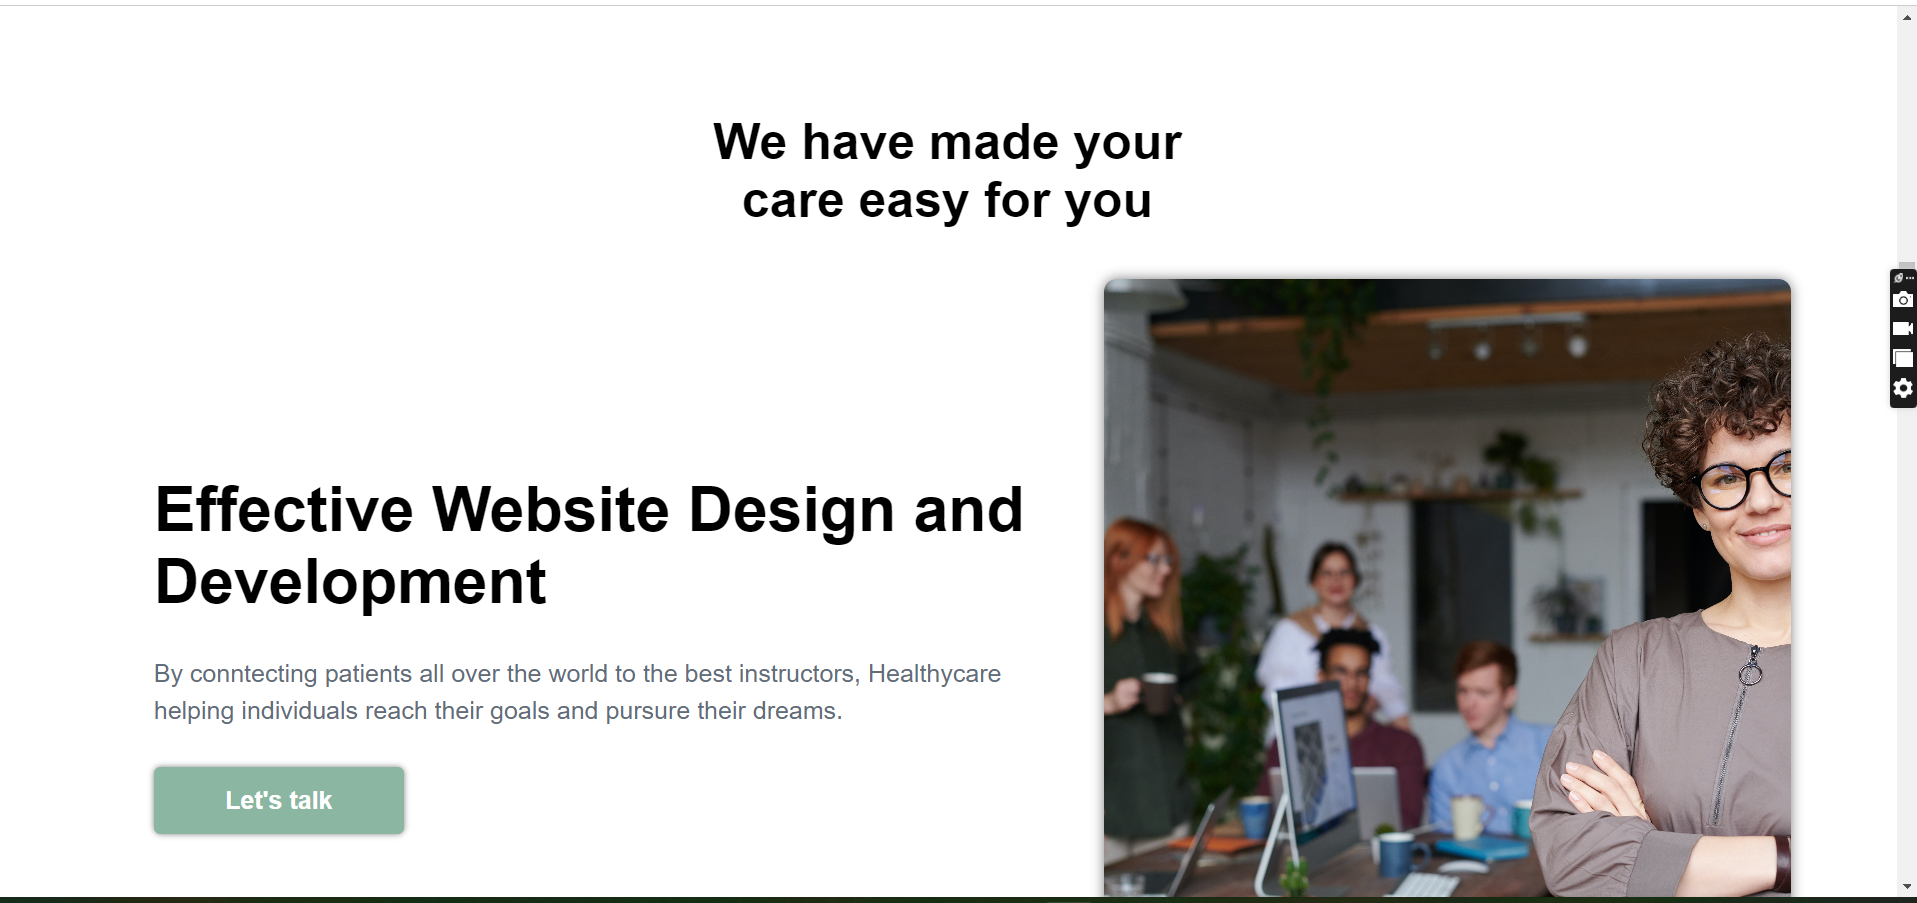 We have made your
care easy for you
Effective Website Design and
Development
By conntecting patients all over the world to the best instructors, Healthycare
helping individuals reach their goals and pursure their dreams.
Let's talk